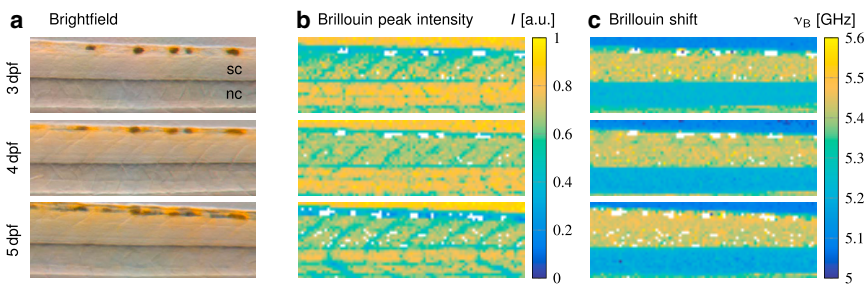 a Brightfield
b Brillouin peak intensity I [a.u.]
c Brillouin shift νB [GHz]
3 dpf
sc
nc
4 dpf
5 dpf
1
0.8
0.6
0.4
0.2
0
5.6
5.5
5.4
5.3
5.2
5.1
5